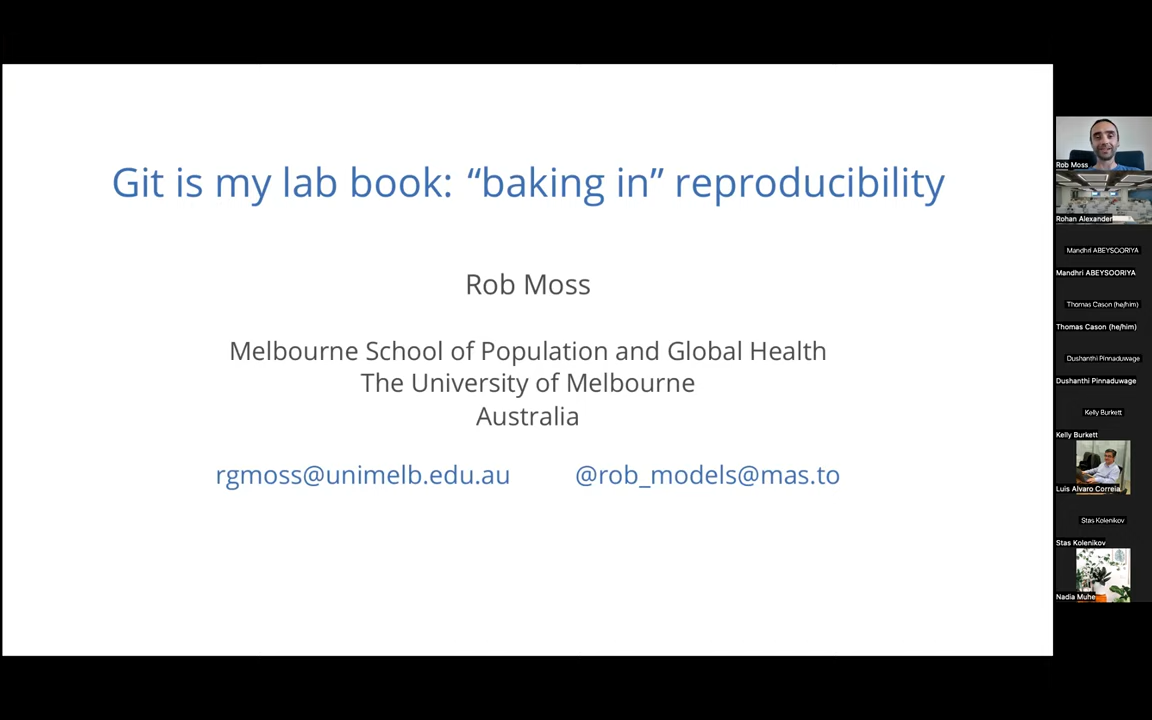 Git is my lab book: “baking in” reproducibility
Rob Moss
Melbourne School of Population and Global Health
The University of Melbourne
Australia
rgmoss@unimelb.edu.au @rob_models@mas.to
Rob Moss
Rohan Alexander
Mandhri ABEYSOORIYA
Mandhri ABEYSOORIYA
Thomas Cason (he/him)
Thomas Cason (he/him)
Dushanthi Pinnaduwage
Dushanthi Pinnaduwage
Kelly Burkett
Kelly Burkett
Luis Alvaro Correia
Stas Kolenikov
Stas Kolenikov
Nadia Muhe